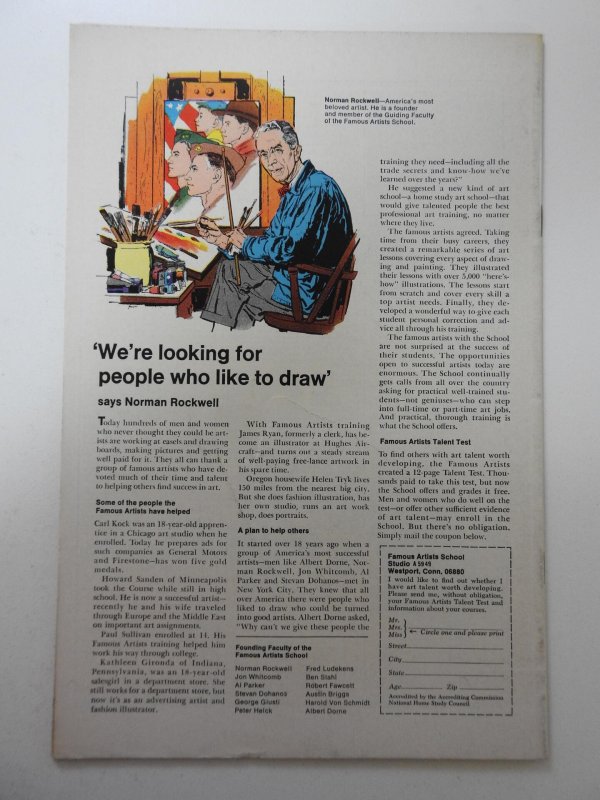 Norman Rockwell—America's most
beloved artist. He is a founder
and member of the Guiding Faculty
of the Famous Artists School.
'We're looking for
people who like to draw'
says Norman Rockwell
Today hundreds of men and women
who never thought they could be art-
ists are working at easels and drawing
boards, making pictures and getting
well paid for it. They all can thank a
group of famous artists who have de-
voted much of their time and talent
to helping others find success in art.
Some of the people the
Famous Artists have helped
Carl Kock was an 18-year-old appren-
tice in a Chicago art studio when he
enrolled. Today he prepares ads for
such companies as General Motors
and Firestone—has won five gold
medals.
Howard Sanden of Minneapolis
took the Course while still in high
school. He is now a successful artist—
recently he and his wife traveled
through Europe and the Middle East
on important art assignments.
Paul Sullivan enrolled at 14. His
Famous Artists training helped him
work his way through college.
Kathleen Gironda of Indiana,
Pennsylvania, was an 18-year-old
salesgirl in a department store. She
still works for a department store, but
now it's as an advertising artist and
fashion illustrator.
With Famous Artists training
James Ryan, formerly a clerk, has be-
come an illustrator at Hughes Air-
craft—and turns out a steady stream
of well-paying free-lance artwork in
his spare time.
Oregon housewife Helen Tryk lives
150 miles from the nearest big city.
But she does fashion illustration, has
her own studio, runs an art work
shop, does portraits.
A plan to help others
It started over 18 years ago when a
group of America's most successful
artists—men like Albert Dorne, Nor-
man Rockwell, Jon Whitcomb, Al
Parker and Stevan Dohanos—met in
New York City. They knew that all
over America there were people who
liked to draw who could be turned
into good artists. Albert Dorne asked,
"Why can't we give these people the
Founding Faculty of the
Famous Artists School
Norman Rockwell
Jon Whitcomb
Al Parker
Stevan Dohanos
George Giusti
Peter Helck
Fred Ludekens
Ben Stahl
Robert Fawcett
Austin Briggs
Harold Von Schmidt
Albert Dorne
training they need—including all the
trade secrets and know-how we've
learned over the years?"
He suggested a new kind of art
school—a home study art school—that
would give talented people the best
professional art training, no matter
where they live.
The famous artists agreed. Taking
time from their busy careers, they
created a remarkable series of art
lessons covering every aspect of draw-
ing and painting. They illustrated
their lessons with over 5,000 "here's-
how" illustrations. The lessons start
from scratch and cover every skill a
top artist needs. Finally, they de-
veloped a wonderful way to give each
student personal correction and ad-
vice all through his training.
The famous artists with the School
are not surprised at the success of
their students. The opportunities
open to successful artists today are
enormous. The School continually
gets calls from all over the country
asking for practical well-trained stu-
dents—not geniuses—who can step
into full-time or part-time art jobs.
And practical, thorough training is
what the School offers.
Famous Artists Talent Test
To find others with art talent worth
developing, the Famous Artists
created a 12-page Talent Test. Thou-
sands paid to take this test, but now
the School offers and grades it free.
Men and women who do well on the
test—or offer other sufficient evidence
of art talent—may enroll in the
School. But there's no obligation.
Simply mail the coupon below.
Famous Artists School
Studio A5949
Westport, Conn. 06880
I would like to find out whether I
have art talent worth developing.
Please send me, without obligation,
your Famous Artists Talent Test and
information about your courses.
Mr.
Mrs.
Miss
← Circle one and please print
Street
City
State
Age Zip
Accredited by the Accrediting Commission
National Home Study Council